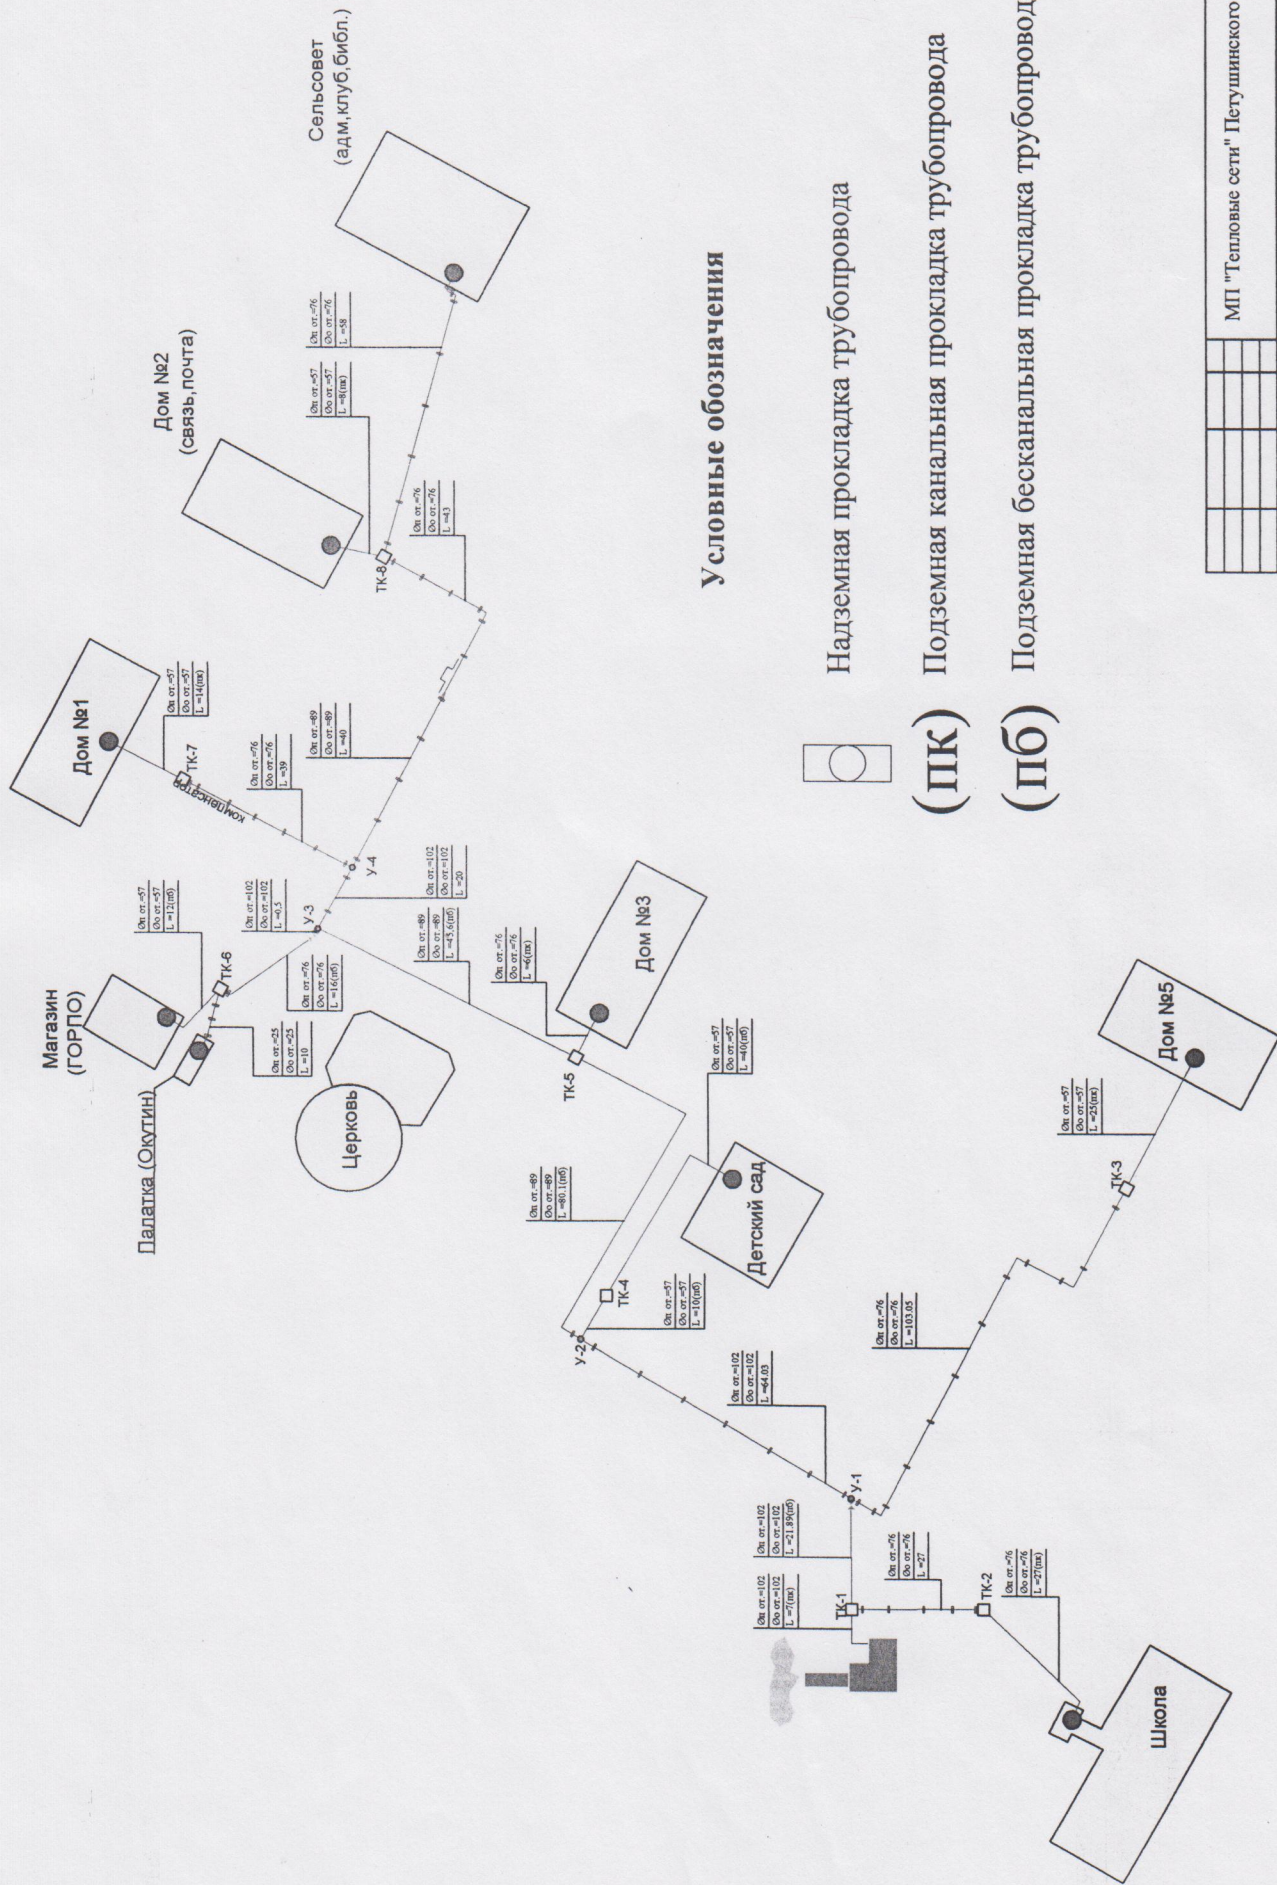 Сельсовет
(адм,клуб,библ.)
Дом №2
(связь,почта)
Øп от.=76
Øо от.=76
L =58
Øп от.=57
Øо от.=57
L =8(пк)
Øп от.=76
Øо от.=76
L =43
ТК-8
Дом №1
Øп от.=57
Øо от.=57
L =14(пк)
ТК-7
компенсатор
Øп от.=76
Øо от.=76
L =39
Øп от.=89
Øо от.=89
L =40
У-4
Øп от.=102
Øо от.=102
L =20
У-3
Øп от.=102
Øо от.=102
L =0,5
Магазин
(ГОРПО)
Øп от.=57
Øо от.=57
L =12(пб)
ТК-6
Øп от.=76
Øо от.=76
L =16(пб)
Øп от.=25
Øо от.=25
L =10
Палатка (Окутин)
Церковь
Øп от.=89
Øо от.=89
L =45,6(пб)
Øп от.=76
Øо от.=76
L =6(пк)
Дом №3
ТК-5
Øп от.=89
Øо от.=89
L =80.1(пб)
Øп от.=57
Øо от.=57
L =40(пб)
Детский сад
ТК-4
Øп от.=57
Øо от.=57
L =10(пб)
У-2
Øп от.=102
Øо от.=102
L =64.03
Дом №5
Øп от.=57
Øо от.=57
L =25(пк)
ТК-3
Øп от.=76
Øо от.=76
L =103.05
У-1
Øп от.=102
Øо от.=102
L =21.89(пб)
Øп от.=102
Øо от.=102
L =7(пк)
ТК-1
Øп от.=76
Øо от.=76
L =27
ТК-2
Øп от.=76
Øо от.=76
L =27(пк)
Школа
Условные обозначения
Надземная прокладка трубопровода
(ПК) Подземная канальная прокладка трубопровода
(Пб) Подземная бесканальная прокладка трубопровод
МП "Тепловые сети" Петушинского